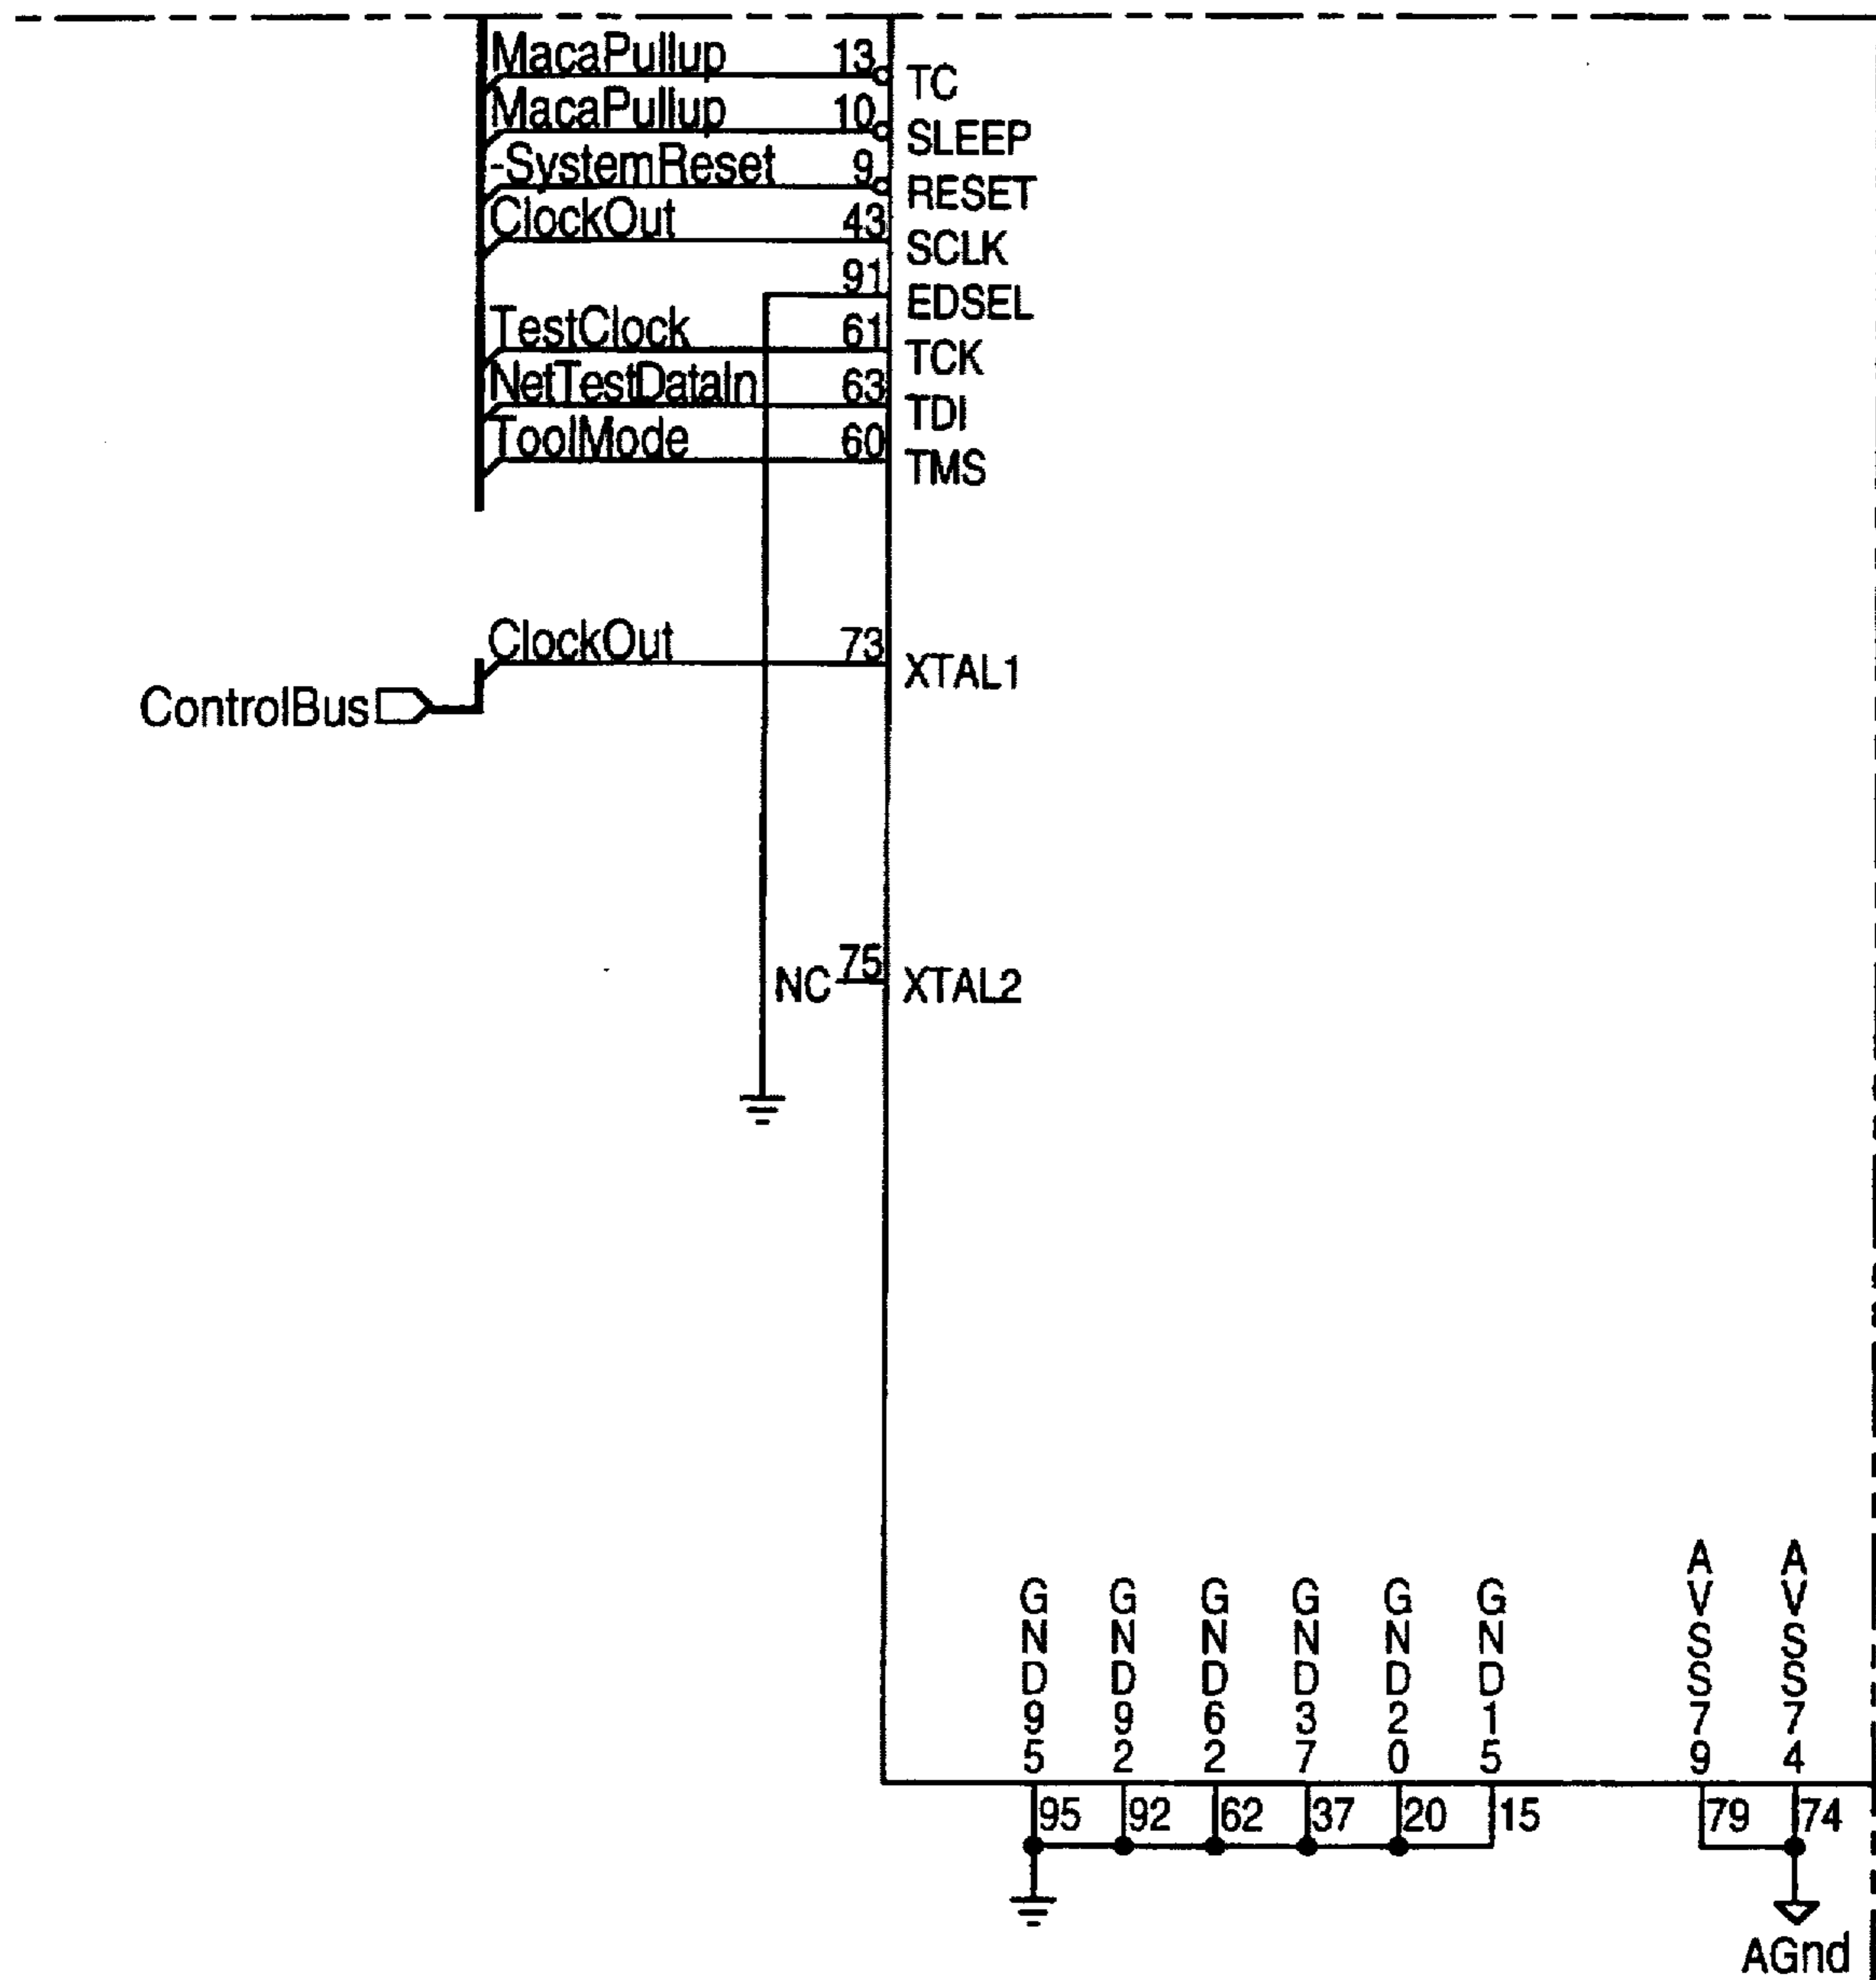 MacaPullup 13 TC
MacaPullup 10 SLEEP
-SystemReset 9 RESET
ClockOut 43 SCLK
91 EDSEL
TestClock 61 TCK
NetTestDataIn 63 TDI
ToolMode 60 TMS
ClockOut 73 XTAL1
ControlBus
NC 75 XTAL2
GND95 GND92 GND62 GND37 GND20 GND15 AVSS79 AVSS74
95 92 62 37 20 15 79 74
AGnd